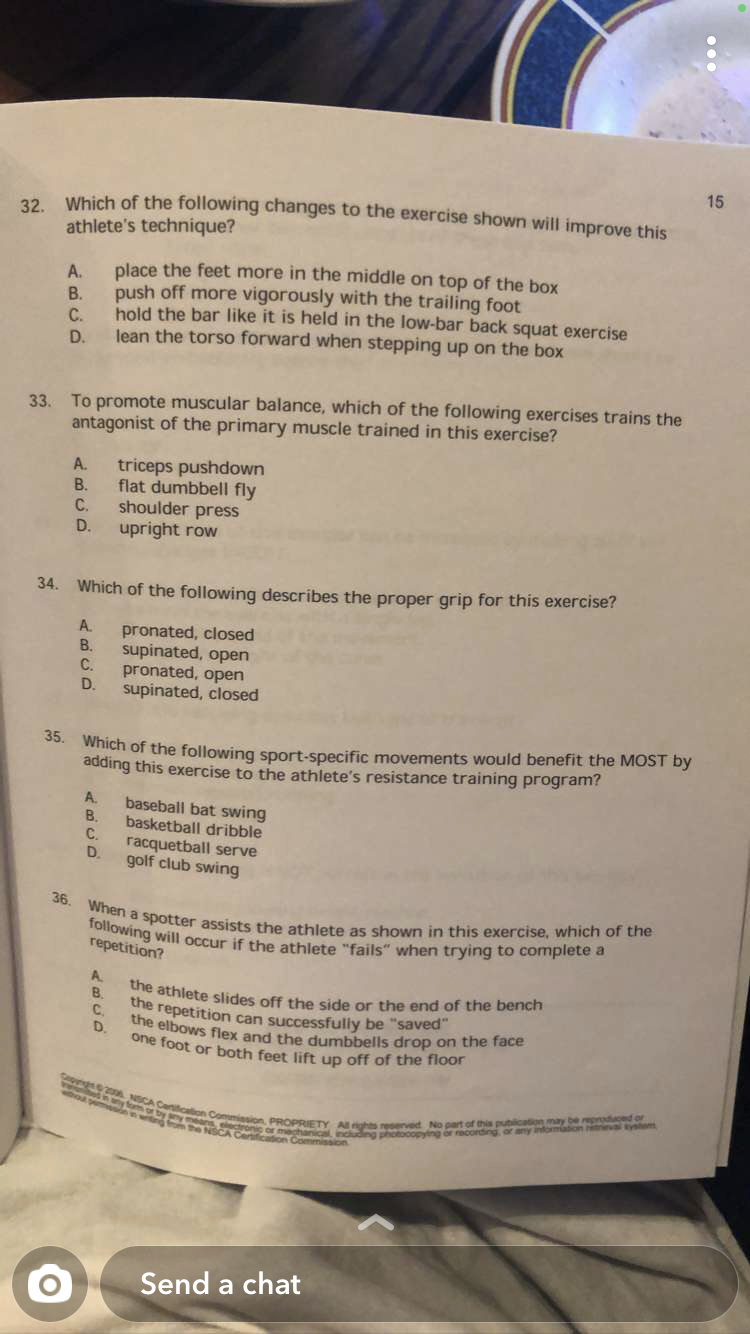 15
32. Which of the following changes to the exercise shown will improve this
athlete's technique?
A. place the feet more in the middle on top of the box
B. push off more vigorously with the trailing foot
C. hold the bar like it is held in the low-bar back squat exercise
D. lean the torso forward when stepping up on the box
33. To promote muscular balance, which of the following exercises trains the
antagonist of the primary muscle trained in this exercise?
A. triceps pushdown
B. flat dumbbell fly
C. shoulder press
D. upright row
34. Which of the following describes the proper grip for this exercise?
A. pronated, closed
B. supinated, open
C. pronated, open
D. supinated, closed
35. Which of the following sport-specific movements would benefit the MOST by
adding this exercise to the athlete's resistance training program?
A. baseball bat swing
B. basketball dribble
C. racquetball serve
D. golf club swing
36. When a spotter assists the athlete as shown in this exercise, which of the
following will occur if the athlete "fails" when trying to complete a
repetition?
A. the athlete slides off the side or the end of the bench
B. the repetition can successfully be "saved"
C. the elbows flex and the dumbbells drop on the face
D. one foot or both feet lift up off of the floor
Copyright © 2006 NSCA Certification Commission, PROPRIETY All rights reserved. No part of this publication may be reproduced or
transmitted in any form or by any means, electronic or mechanical, including photocopying or recording, or any information retrieval system,
without permission in writing from the NSCA Certification Commission.
Send a chat